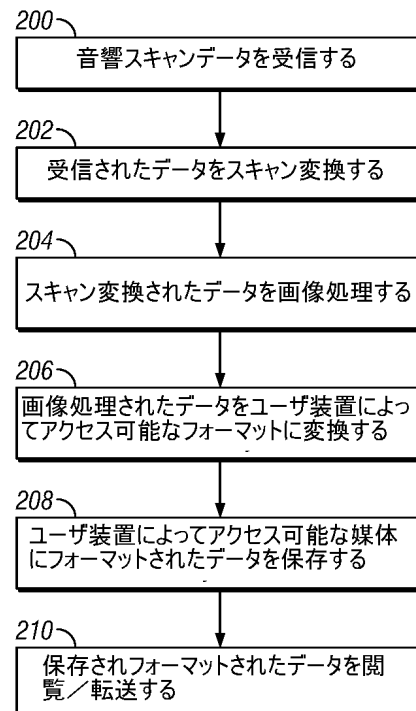 200
音響スキャンデータを受信する
202
受信されたデータをスキャン変換する
204
スキャン変換されたデータを画像処理する
206
画像処理されたデータをユーザ装置によっ
てアクセス可能なフォーマットに変換する
208
ユーザ装置によってアクセス可能な媒体
にフォーマットされたデータを保存する
210
保存されフォーマットされたデータを閲
覧／転送する